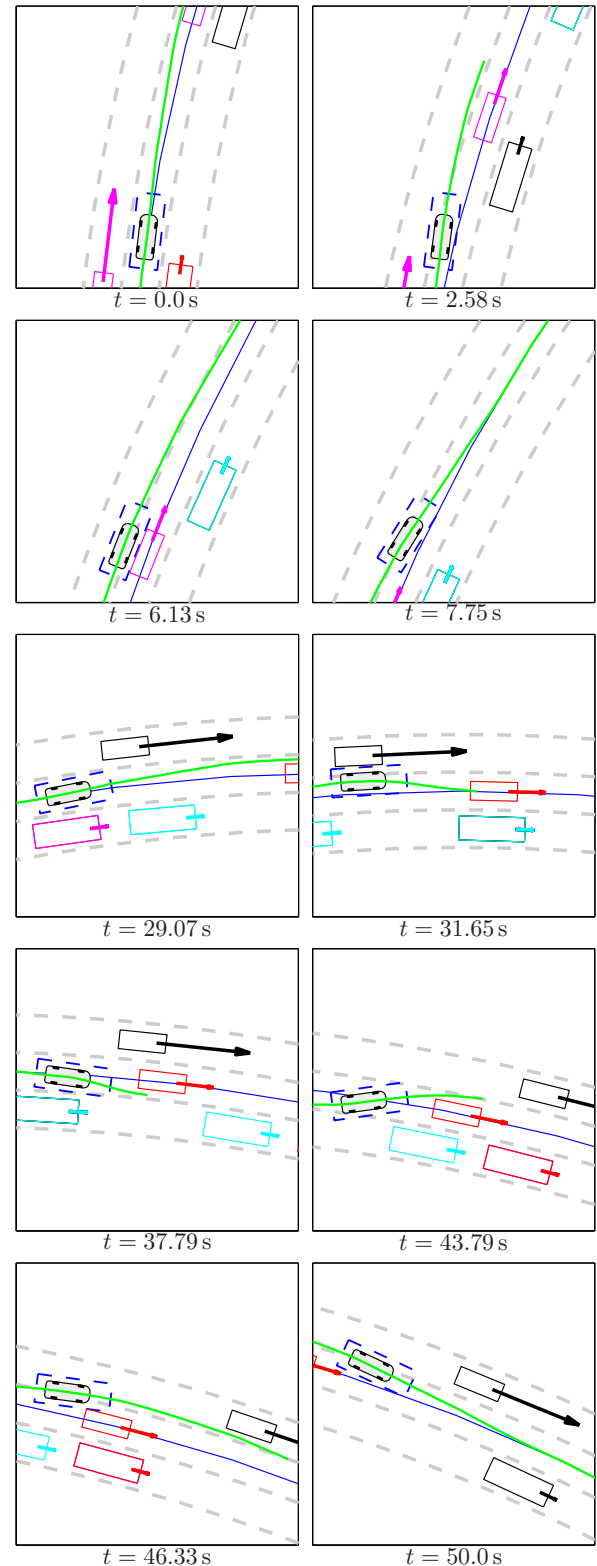 t = 0.0 s
t = 2.58 s
t = 6.13 s
t = 7.75 s
t = 29.07 s
t = 31.65 s
t = 37.79 s
t = 43.79 s
t = 46.33 s
t = 50.0 s